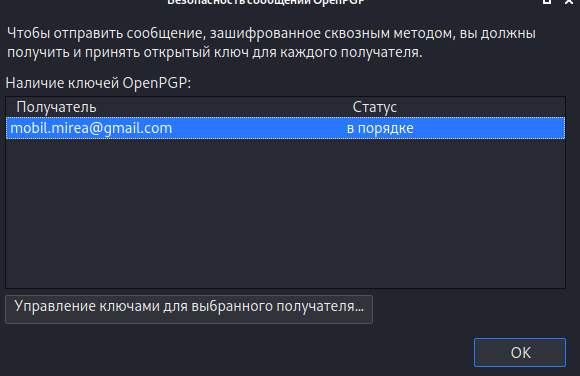 Безопасность сообщений OpenPGP
Чтобы отправить сообщение, зашифрованное сквозным методом, вы должны
получить и принять открытый ключ для каждого получателя.
Наличие ключей OpenPGP:
Получатель Статус
mobil.mirea@gmail.com в порядке
Управление ключами для выбранного получателя...
OK